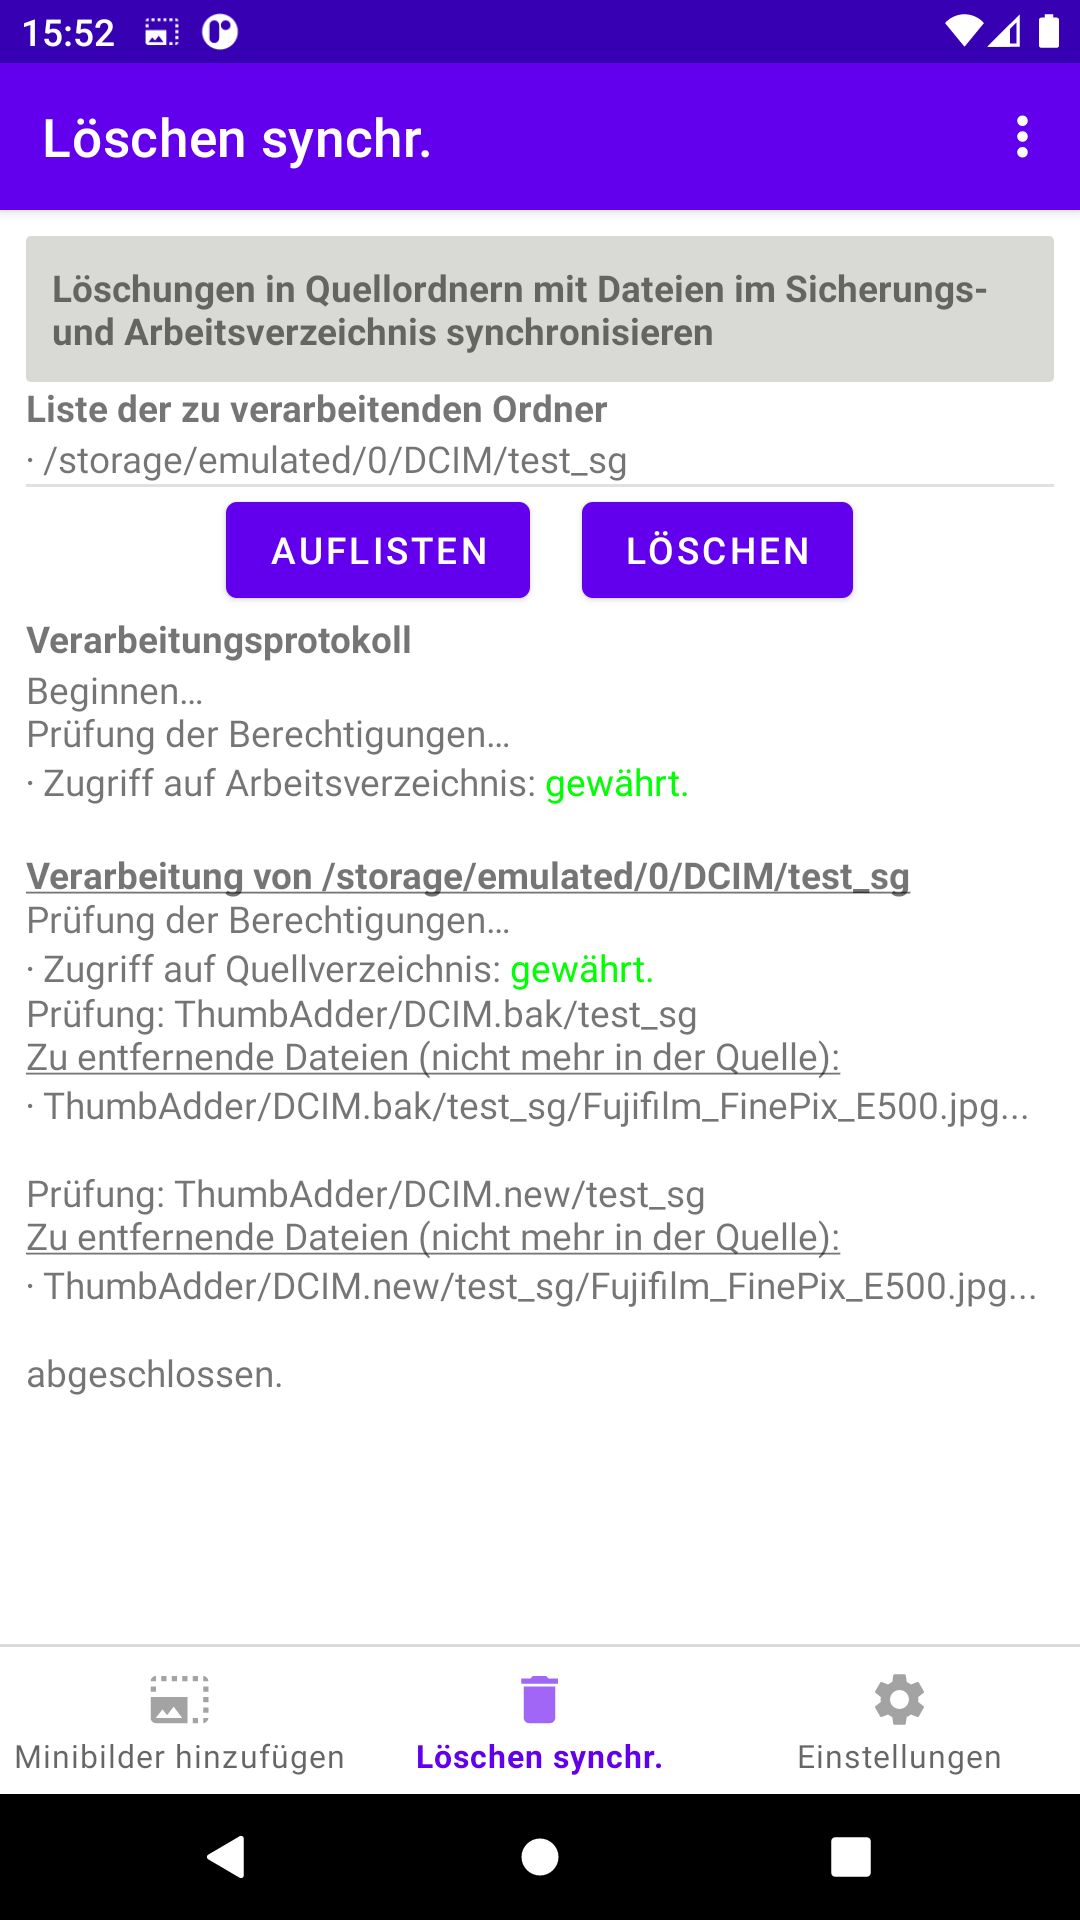 15:52
Löschen synchr.
Löschungen in Quellordnern mit Dateien im Sicherungs-
und Arbeitsverzeichnis synchronisieren
Liste der zu verarbeitenden Ordner
· /storage/emulated/0/DCIM/test_sg
AUFLISTEN LÖSCHEN
Verarbeitungsprotokoll
Beginnen…
Prüfung der Berechtigungen…
· Zugriff auf Arbeitsverzeichnis: gewährt.
Verarbeitung von /storage/emulated/0/DCIM/test_sg
Prüfung der Berechtigungen…
· Zugriff auf Quellverzeichnis: gewährt.
Prüfung: ThumbAdder/DCIM.bak/test_sg
Zu entfernende Dateien (nicht mehr in der Quelle):
· ThumbAdder/DCIM.bak/test_sg/Fujifilm_FinePix_E500.jpg...
Prüfung: ThumbAdder/DCIM.new/test_sg
Zu entfernende Dateien (nicht mehr in der Quelle):
· ThumbAdder/DCIM.new/test_sg/Fujifilm_FinePix_E500.jpg...
abgeschlossen.
Minibilder hinzufügen Löschen synchr. Einstellungen